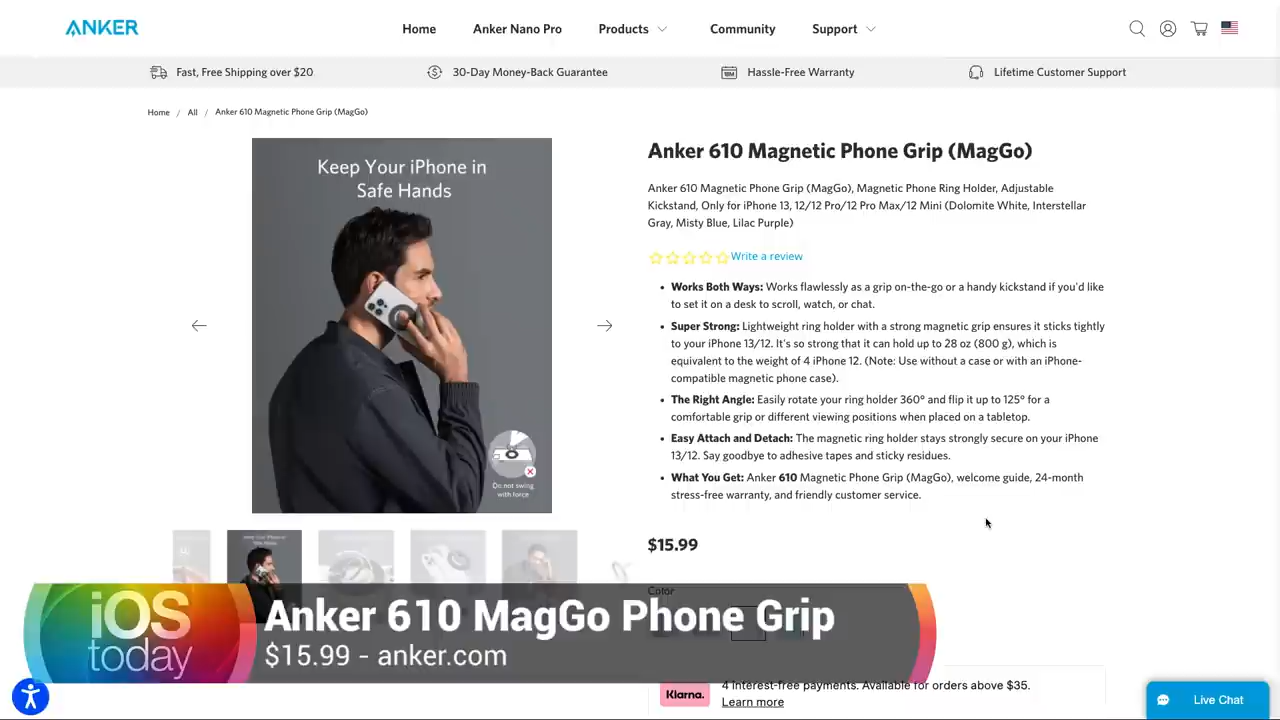 ANKER
Home
Anker Nano Pro
Products
Community
Support
Fast, Free Shipping over $20
30-Day Money-Back Guarantee
Hassle-Free Warranty
Lifetime Customer Support
Home / All / Anker 610 Magnetic Phone Grip (MagGo)
Keep Your iPhone in
Safe Hands
Do not swing
with force
Anker 610 Magnetic Phone Grip (MagGo)
Anker 610 Magnetic Phone Grip (MagGo), Magnetic Phone Ring Holder, Adjustable
Kickstand, Only for iPhone 13, 12/12 Pro/12 Pro Max/12 Mini (Dolomite White, Interstellar
Gray, Misty Blue, Lilac Purple)
Write a review
• Works Both Ways: Works flawlessly as a grip on-the-go or a handy kickstand if you'd like
to set it on a desk to scroll, watch, or chat.
• Super Strong: Lightweight ring holder with a strong magnetic grip ensures it sticks tightly
to your iPhone 13/12. It's so strong that it can hold up to 28 oz (800 g), which is
equivalent to the weight of 4 iPhone 12. (Note: Use without a case or with an iPhone-
compatible magnetic phone case).
• The Right Angle: Easily rotate your ring holder 360° and flip it up to 125° for a
comfortable grip or different viewing positions when placed on a tabletop.
• Easy Attach and Detach: The magnetic ring holder stays strongly secure on your iPhone
13/12. Say goodbye to adhesive tapes and sticky residues.
• What You Get: Anker 610 Magnetic Phone Grip (MagGo), welcome guide, 24-month
stress-free warranty, and friendly customer service.
$15.99
Color
iOS
today
Anker 610 MagGo Phone Grip
$15.99 - anker.com
Klarna.
4 interest-free payments. Available for orders above $35.
Learn more
Live Chat